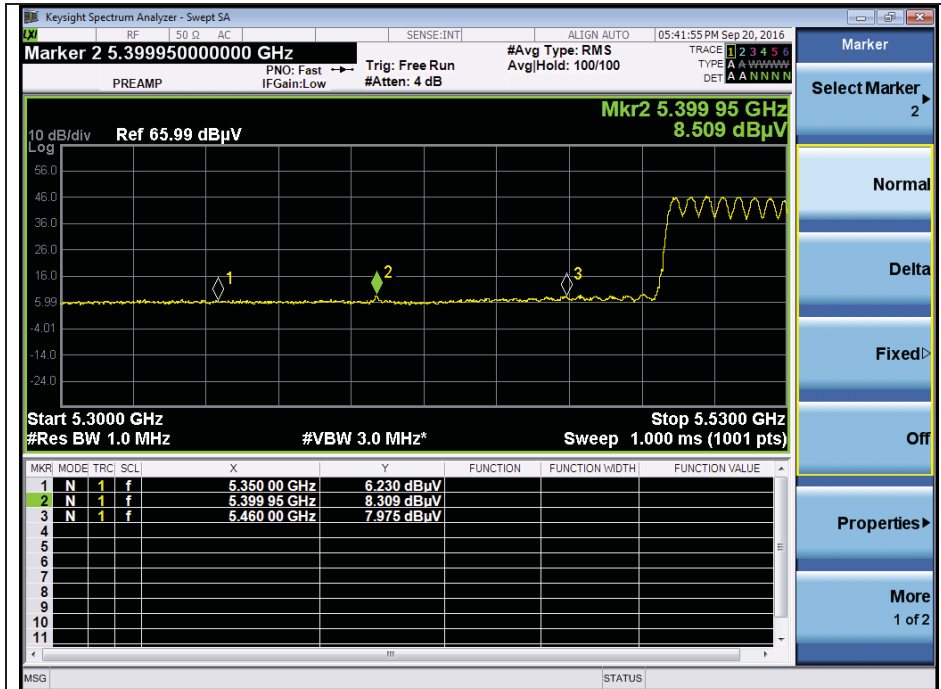 Keysight Spectrum Analyzer - Swept SA
LXI RF 50 Ω AC SENSE:INT ALIGN AUTO 05:41:55 PM Sep 20, 2016
Marker 2 5.399950000000 GHz
PREAMP
PNO: Fast
IFGain:Low
Trig: Free Run
#Atten: 4 dB
#Avg Type: RMS
Avg|Hold: 100/100
TRACE 1 2 3 4 5 6
TYPE A A W W W W
DET A A N N N N
Mkr2 5.399 95 GHz
8.509 dBµV
10 dB/div Ref 65.99 dBµV
Log
56.0
46.0
36.0
26.0
16.0
5.99
-4.01
-14.0
-24.0
1
2
3
Start 5.3000 GHz Stop 5.5300 GHz
#Res BW 1.0 MHz #VBW 3.0 MHz* Sweep 1.000 ms (1001 pts)
MKR MODE TRC SCL X Y FUNCTION FUNCTION WIDTH FUNCTION VALUE
1 N 1 f 5.350 00 GHz 6.230 dBµV
2 N 1 f 5.399 95 GHz 8.309 dBµV
3 N 1 f 5.460 00 GHz 7.975 dBµV
4
5
6
7
8
9
10
11
MSG STATUS
Marker
Select Marker
2
Normal
Delta
Fixed
Off
Properties
More
1 of 2